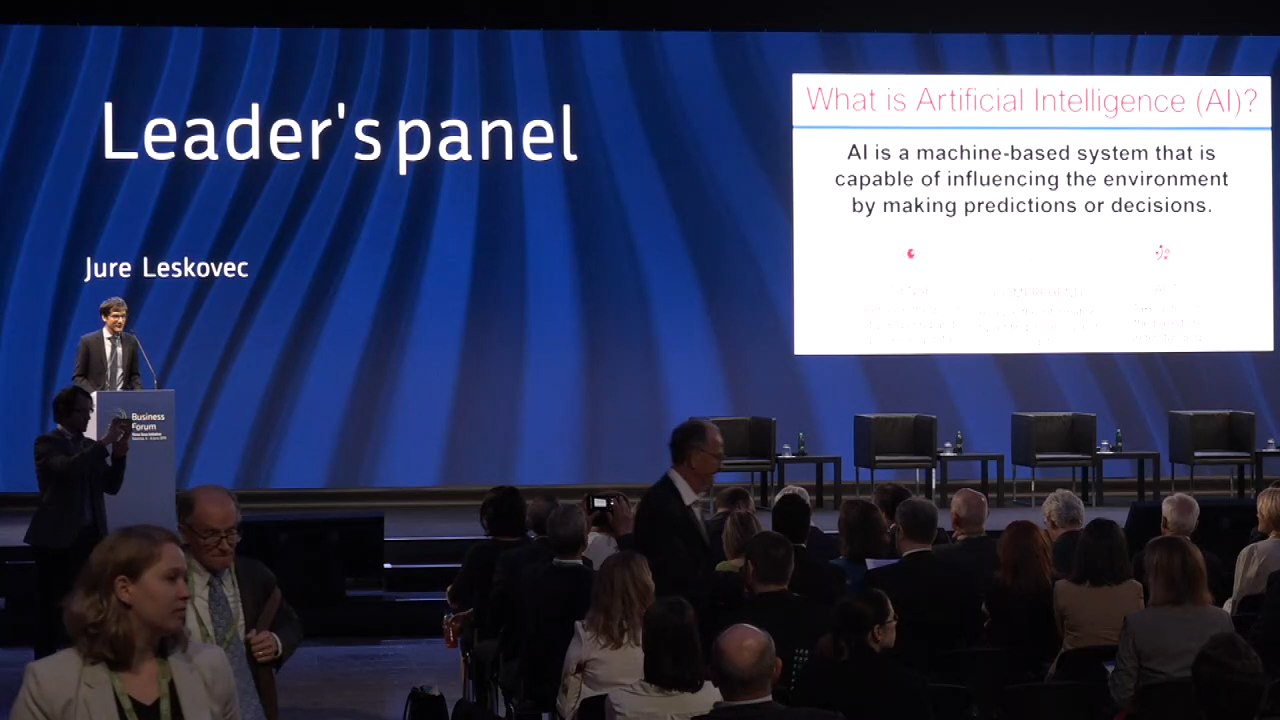 Leader's panel
Jure Leskovec
Business
Forum
What is Artificial Intelligence (AI)?
AI is a machine-based system that is
capable of influencing the environment
by making predictions or decisions.